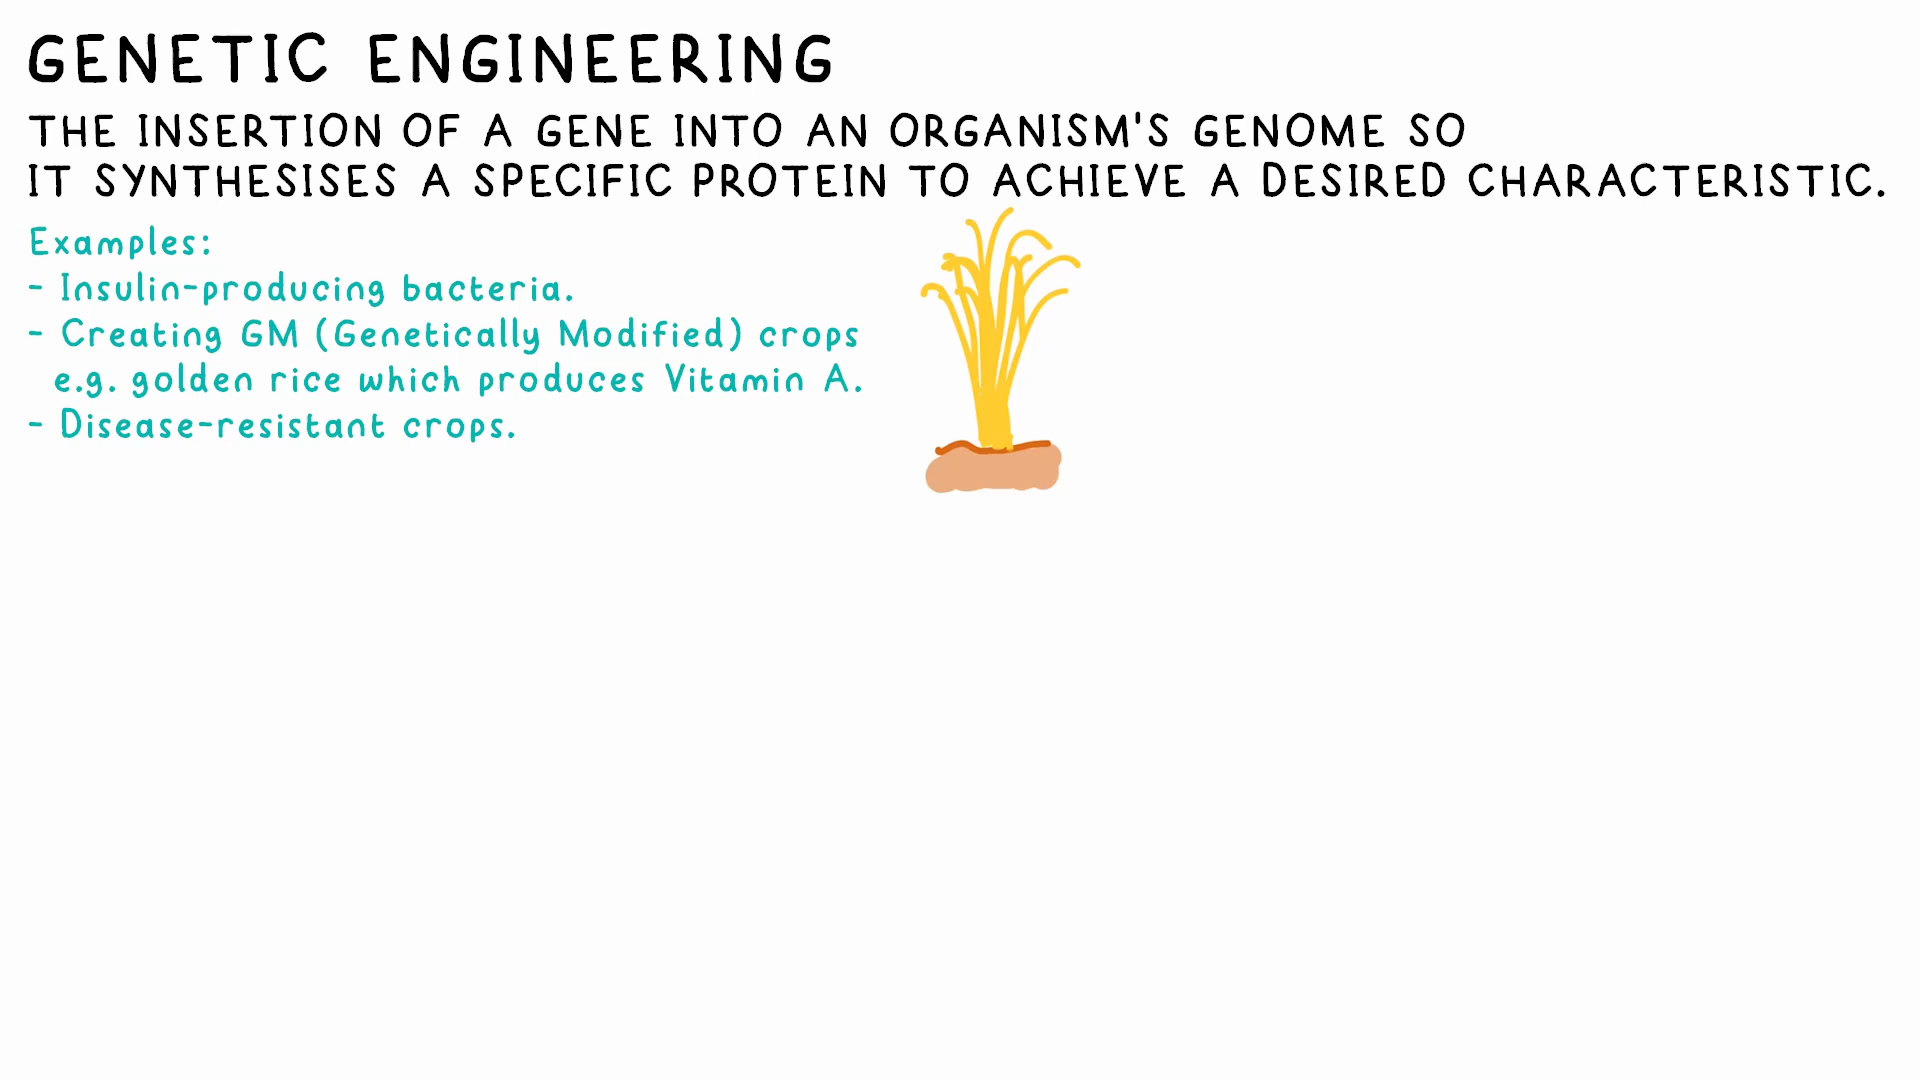 GENETIC ENGINEERING
THE INSERTION OF A GENE INTO AN ORGANISM'S GENOME SO
IT SYNTHESISES A SPECIFIC PROTEIN TO ACHIEVE A DESIRED CHARACTERISTIC.
Examples:
- Insulin-producing bacteria.
- Creating GM (Genetically Modified) crops
e.g. golden rice which produces Vitamin A.
- Disease-resistant crops.